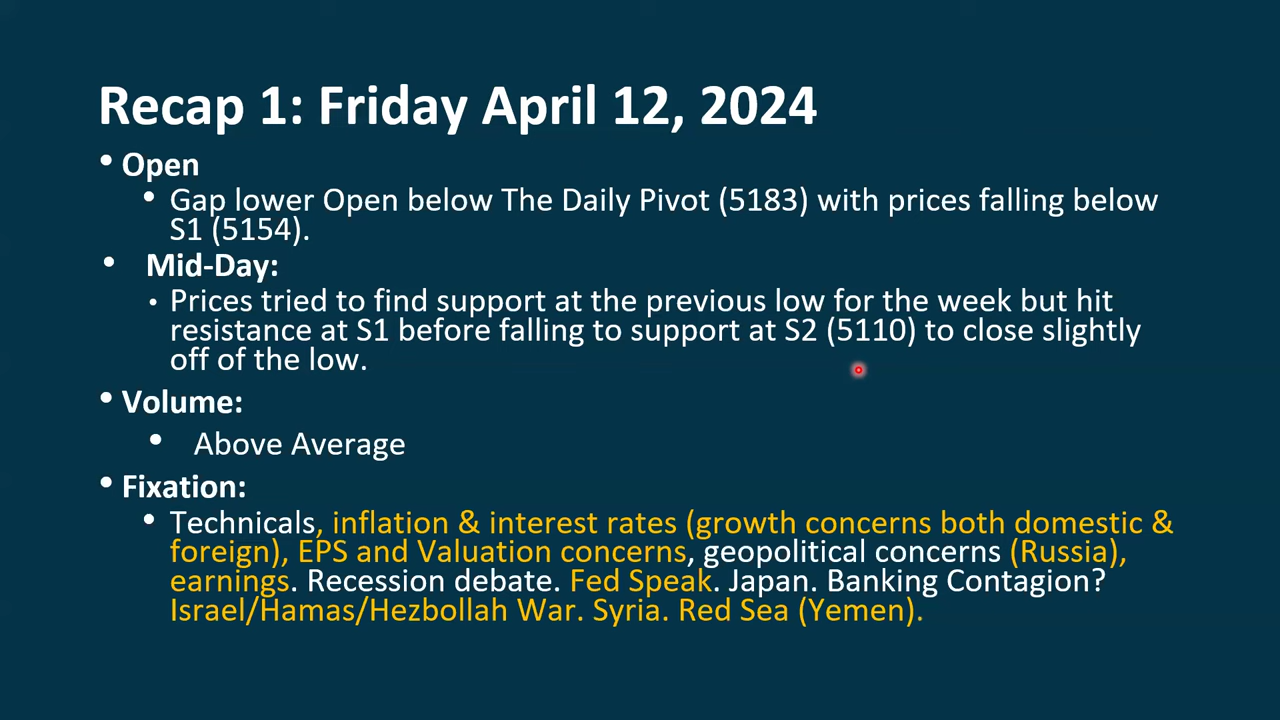 Recap 1: Friday April 12, 2024
• Open
• Gap lower Open below The Daily Pivot (5183) with prices falling below
S1 (5154).
• Mid-Day:
• Prices tried to find support at the previous low for the week but hit
resistance at S1 before falling to support at S2 (5110) to close slightly
off of the low.
• Volume:
• Above Average
• Fixation:
• Technicals, inflation & interest rates (growth concerns both domestic &
foreign), EPS and Valuation concerns, geopolitical concerns (Russia),
earnings. Recession debate. Fed Speak. Japan. Banking Contagion?
Israel/Hamas/Hezbollah War. Syria. Red Sea (Yemen).